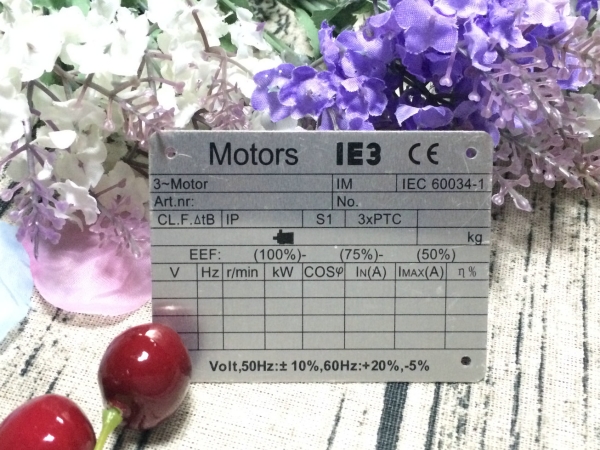 Motors IE3 CE
3~Motor IM IEC 60034-1
Art.nr: No.
CL.F.ΔtB IP S1 3xPTC
kg
EEF: (100%)- (75%)- (50%)
V Hz r/min kW COSφ IN(A) IMAX(A) η%
Volt,50Hz:±10%,60Hz:+20%,-5%